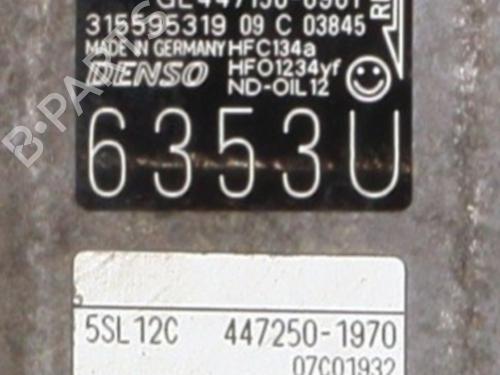 315595319 09 C 03845
MADE IN GERMANY HFC134a
DENSO HFO1234yf
ND-OIL12
6353U
5SL12C 447250-1970
07C01932
B-PARTS